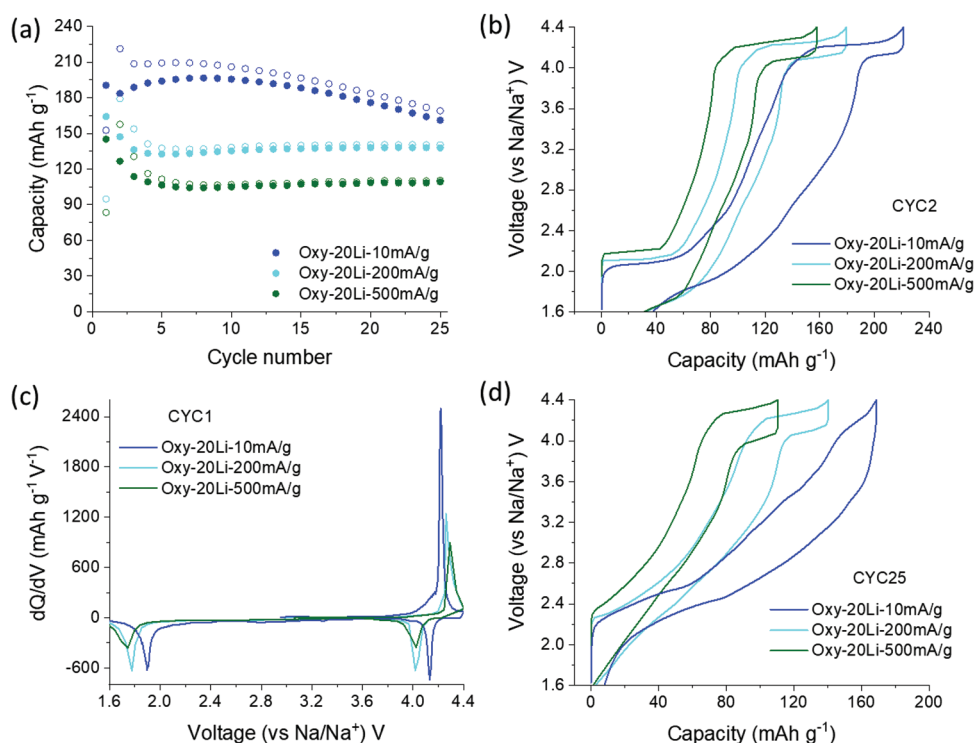 (a)
240
210
180
150
120
90
60
30
0
Capacity (mAh g⁻¹)
Oxy-20Li-10mA/g
Oxy-20Li-200mA/g
Oxy-20Li-500mA/g
0 5 10 15 20 25
Cycle number
(b)
4.4
3.6
2.8
2.0
1.2
Voltage (vs Na/Na⁺) V
CYC2
Oxy-20Li-10mA/g
Oxy-20Li-200mA/g
Oxy-20Li-500mA/g
0 40 80 120 160 200 240
Capacity (mAh g⁻¹)
(c)
2400
1800
1200
600
0
-600
dQ/dV (mAh g⁻¹ V⁻¹)
CYC1
Oxy-20Li-10mA/g
Oxy-20Li-200mA/g
Oxy-20Li-500mA/g
1.6 2.0 2.4 2.8 3.2 3.6 4.0 4.4
Voltage (vs Na/Na⁺) V
(d)
4.4
4.0
3.6
3.2
2.8
2.4
2.0
1.6
Voltage (vs Na/Na⁺) V
CYC25
Oxy-20Li-10mA/g
Oxy-20Li-200mA/g
Oxy-20Li-500mA/g
0 40 80 120 160 200
Capacity (mAh g⁻¹)